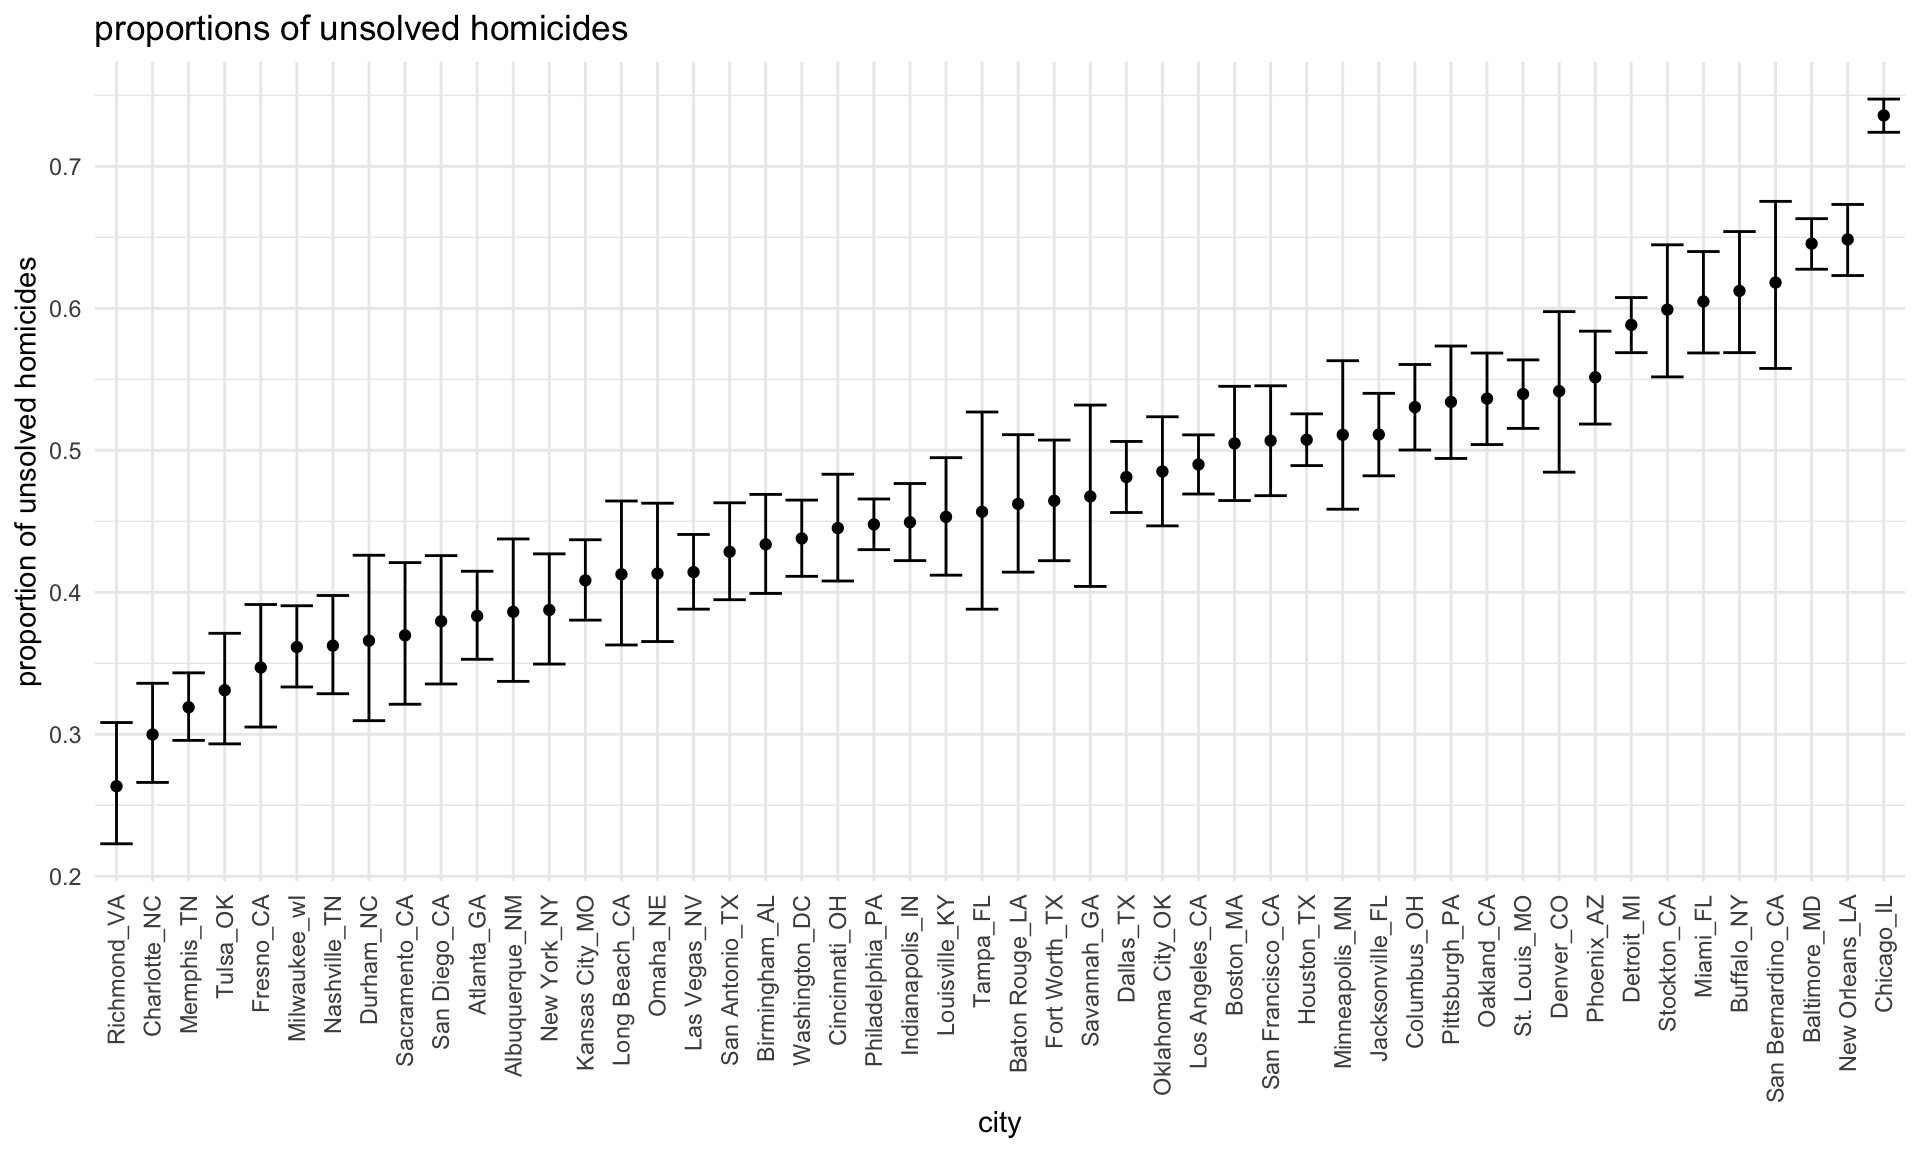 proportions of unsolved homicides
proportion of unsolved homicides
0.7
0.6
0.5
0.4
0.3
0.2
Richmond_VA
Charlotte_NC
Memphis_TN
Tulsa_OK
Fresno_CA
Milwaukee_wI
Nashville_TN
Durham_NC
Sacramento_CA
San Diego_CA
Atlanta_GA
Albuquerque_NM
New York_NY
Kansas City_MO
Long Beach_CA
Omaha_NE
Las Vegas_NV
San Antonio_TX
Birmingham_AL
Washington_DC
Cincinnati_OH
Philadelphia_PA
Indianapolis_IN
Louisville_KY
Tampa_FL
Baton Rouge_LA
Fort Worth_TX
Savannah_GA
Dallas_TX
Oklahoma City_OK
Los Angeles_CA
Boston_MA
San Francisco_CA
Houston_TX
Minneapolis_MN
Jacksonville_FL
Columbus_OH
Pittsburgh_PA
Oakland_CA
St. Louis_MO
Denver_CO
Phoenix_AZ
Detroit_MI
Stockton_CA
Miami_FL
Buffalo_NY
San Bernardino_CA
Baltimore_MD
New Orleans_LA
Chicago_IL
city